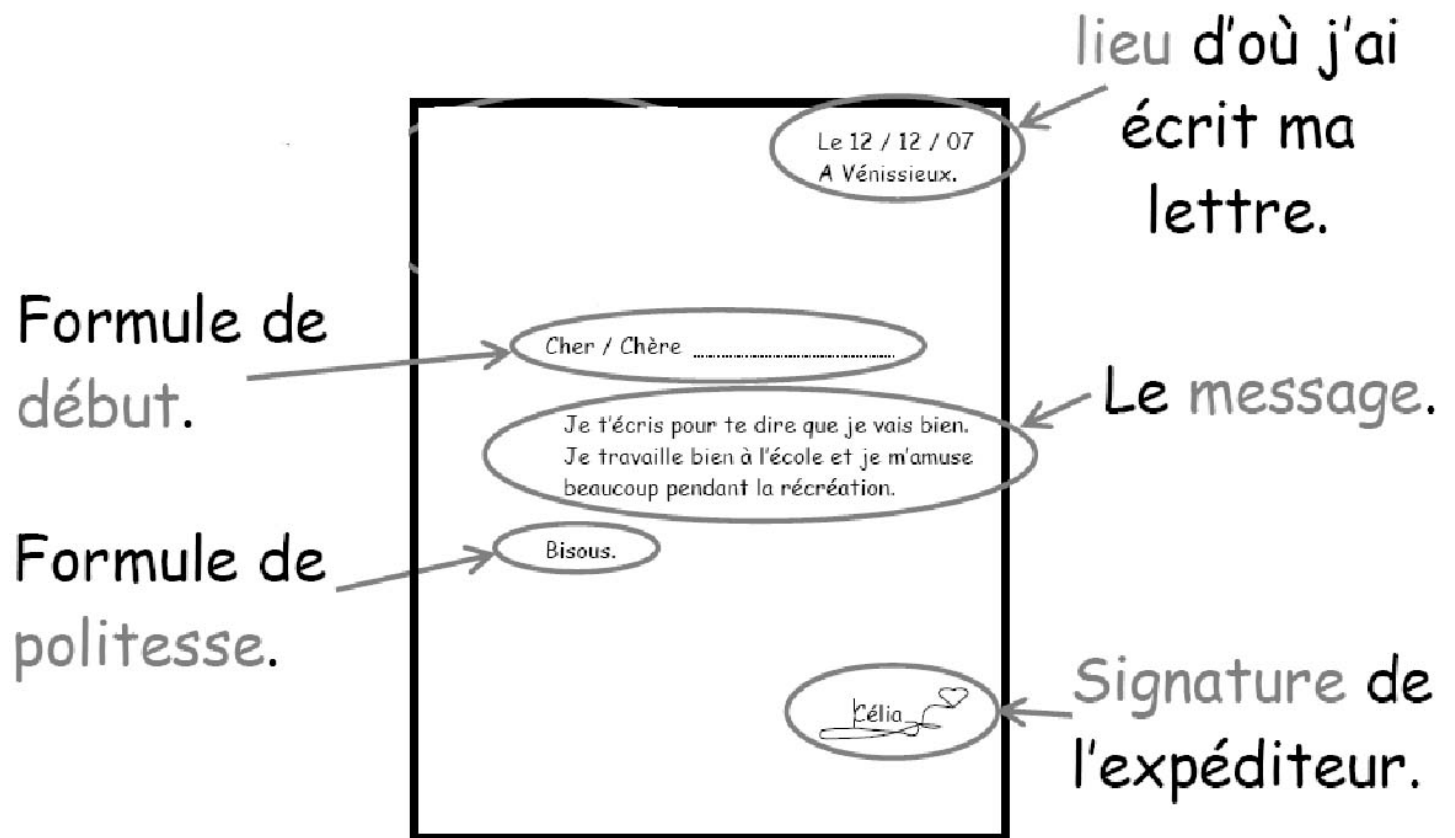 lieu d'où j'ai
écrit ma
lettre.
Le 12 / 12 / 07
A Vénissieux.
Formule de
début.
Cher / Chère ................................
Le message.
Je t'écris pour te dire que je vais bien.
Je travaille bien à l'école et je m'amuse
beaucoup pendant la récréation.
Formule de
politesse.
Bisous.
Célia
Signature de
l'expéditeur.